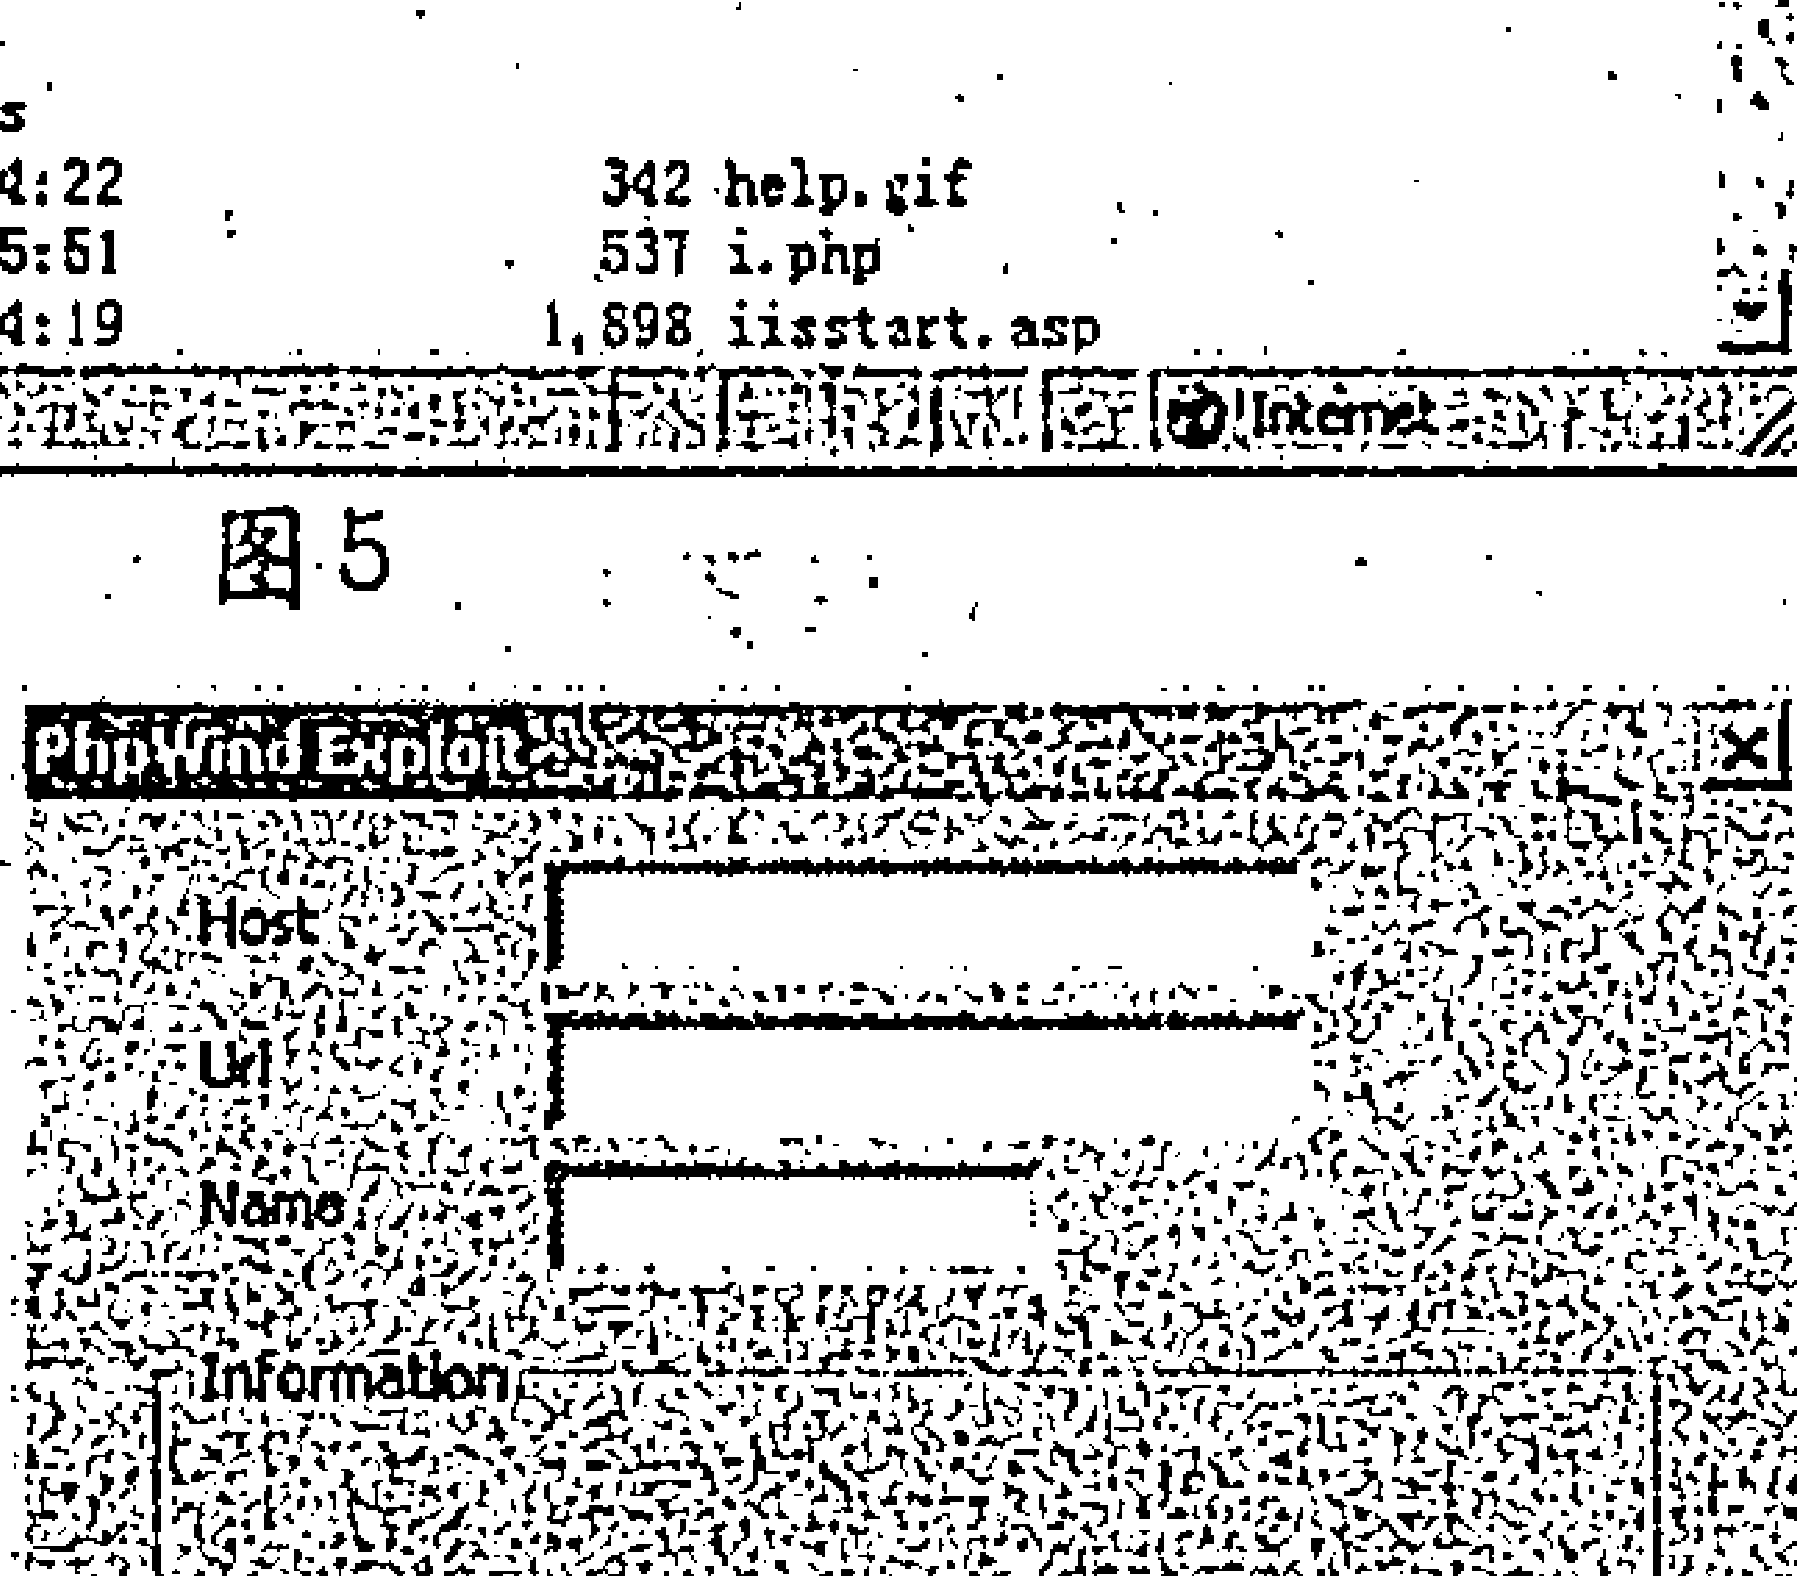 s
4:22 342 help.gif
5:51 537 i.php
4:19 1,898 iisstart.asp
Internet
图 5
PhpWind Exploit
Host
Url
Name
Information